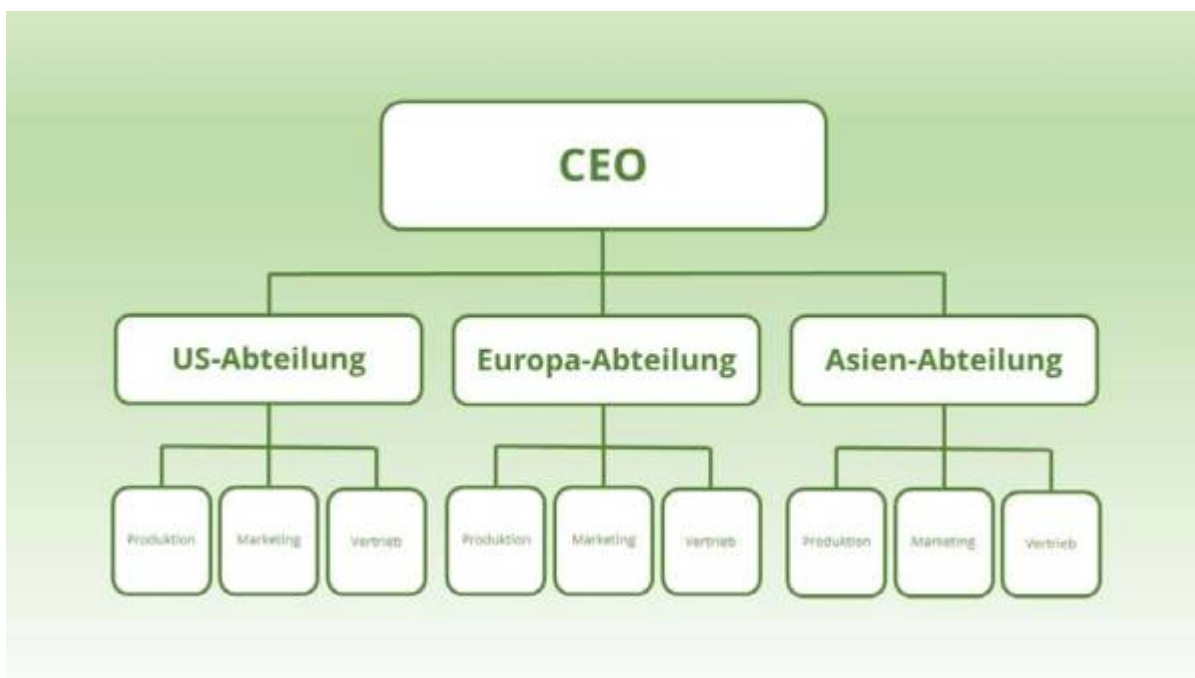 CEO
US-Abteilung Europa-Abteilung Asien-Abteilung
Produktion Marketing Vertrieb Produktion Marketing Vertrieb Produktion Marketing Vertrieb